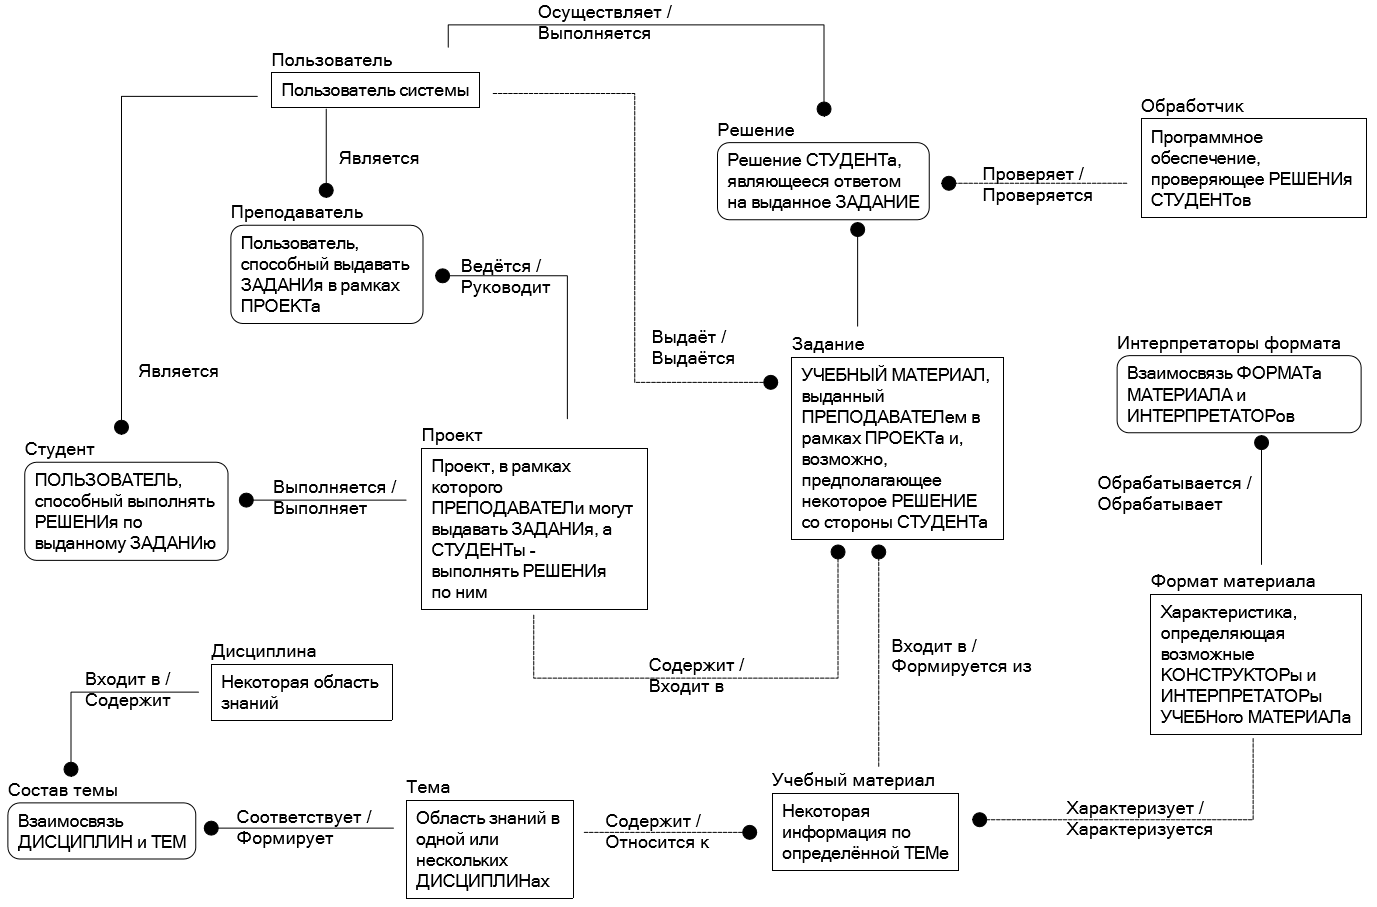 Осуществляет /
Выполняется
Пользователь
Пользователь системы
Является
Преподаватель
Пользователь,
способный выдавать
ЗАДАНИя в рамках
ПРОЕКТа
Решение
Решение СТУДЕНТа,
являющееся ответом
на выданное ЗАДАНИЕ
Проверяет /
Проверяется
Обработчик
Программное
обеспечение,
проверяющее РЕШЕНИя
СТУДЕНТов
Ведётся /
Руководит
Выдаёт /
Выдаётся
Является
Студент
ПОЛЬЗОВАТЕЛЬ,
способный выполнять
РЕШЕНИя по
выданному ЗАДАНИю
Выполняется /
Выполняет
Проект
Проект, в рамках
которого
ПРЕПОДАВАТЕЛи могут
выдавать ЗАДАНИя, а
СТУДЕНТы -
выполнять РЕШЕНИя
по ним
Задание
УЧЕБНЫЙ МАТЕРИАЛ,
выданный
ПРЕПОДАВАТЕЛем в
рамках ПРОЕКТа и,
возможно,
предполагающее
некоторое РЕШЕНИЕ
со стороны СТУДЕНТа
Интерпретаторы формата
Взаимосвязь ФОРМАТа
МАТЕРИАЛА и
ИНТЕРПРЕТАТОРов
Обрабатывается /
Обрабатывает
Формат материала
Характеристика,
определяющая
возможные
КОНСТРУКТОРы и
ИНТЕРПРЕТАТОРы
УЧЕБНого МАТЕРИАЛа
Содержит /
Входит в
Входит в /
Формируется из
Дисциплина
Некоторая область
знаний
Входит в /
Содержит
Состав темы
Взаимосвязь
ДИСЦИПЛИН и ТЕМ
Соответствует /
Формирует
Тема
Область знаний в
одной или
нескольких
ДИСЦИПЛИНах
Содержит /
Относится к
Учебный материал
Некоторая
информация по
определённой ТЕМе
Характеризует /
Характеризуется